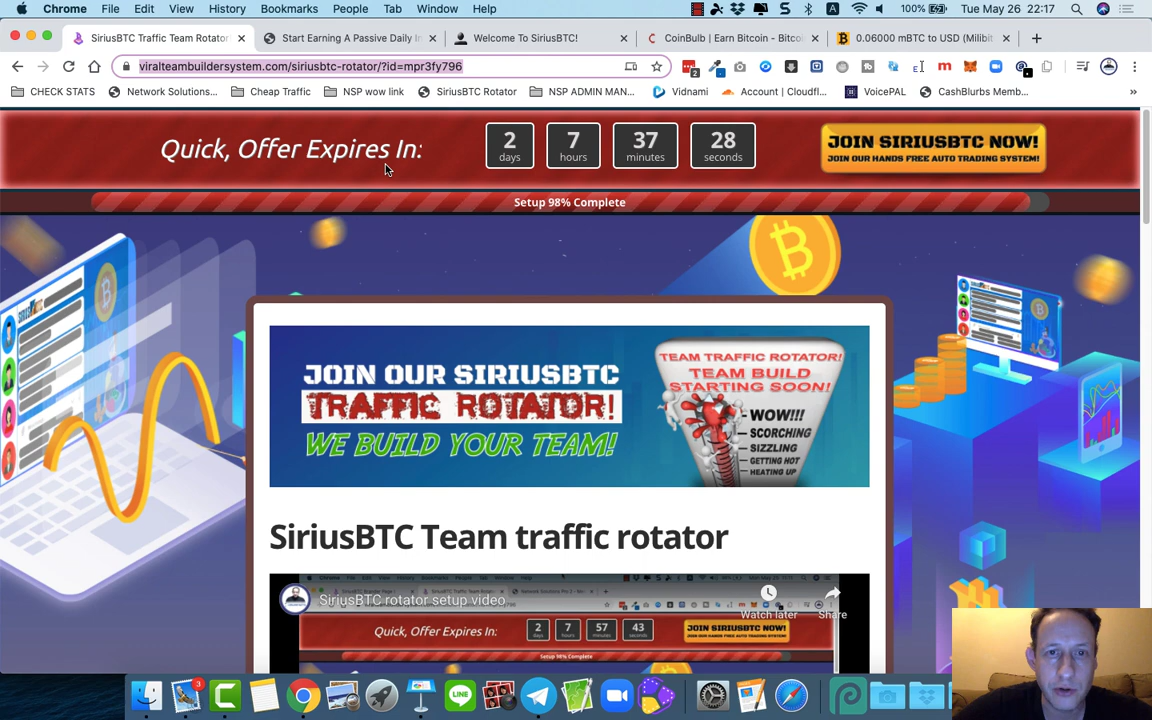 Chrome File Edit View History Bookmarks People Tab Window Help 100% Tue May 26 22:17
SiriusBTC Traffic Team Rotator Start Earning A Passive Daily In Welcome To SiriusBTC! CoinBulb | Earn Bitcoin - Bitco 0.06000 mBTC to USD (Milibit
viralteambuildersystem.com/siriusbtc-rotator/?id=mpr3fy796
CHECK STATS Network Solutions... Cheap Traffic NSP wow link SiriusBTC Rotator NSP ADMIN MAN... Vidnami Account | Cloudfl... VoicePAL CashBlurbs Memb... »
Quick, Offer Expires In:
2 7 37 28
days hours minutes seconds
JOIN SIRIUSBTC NOW!
JOIN OUR HANDS FREE AUTO TRADING SYSTEM!
Setup 98% Complete
JOIN OUR SIRIUSBTC
TRAFFIC ROTATOR!
WE BUILD YOUR TEAM!
TEAM TRAFFIC ROTATOR!
TEAM BUILD
STARTING SOON!
WOW!!!
SCORCHING
SIZZLING
GETTING HOT
HEATING UP
SiriusBTC Team traffic rotator
SiriusBTC rotator setup video
Watch later
Share
Quick, Offer Expires In:
2 7 57 43
days hours minutes seconds
JOIN SIRIUSBTC NOW!
JOIN OUR HANDS FREE AUTO TRADING SYSTEM!
Setup 98% Complete
3
LINE